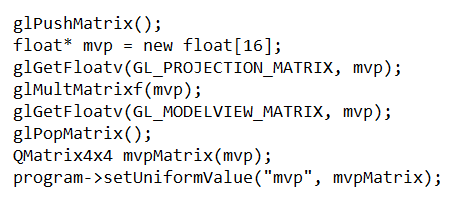 glPushMatrix();
float* mvp = new float[16];
glGetFloatv(GL_PROJECTION_MATRIX, mvp);
glMultMatrixf(mvp);
glGetFloatv(GL_MODELVIEW_MATRIX, mvp);
glPopMatrix();
QMatrix4x4 mvpMatrix(mvp);
program->setUniformValue("mvp", mvpMatrix);